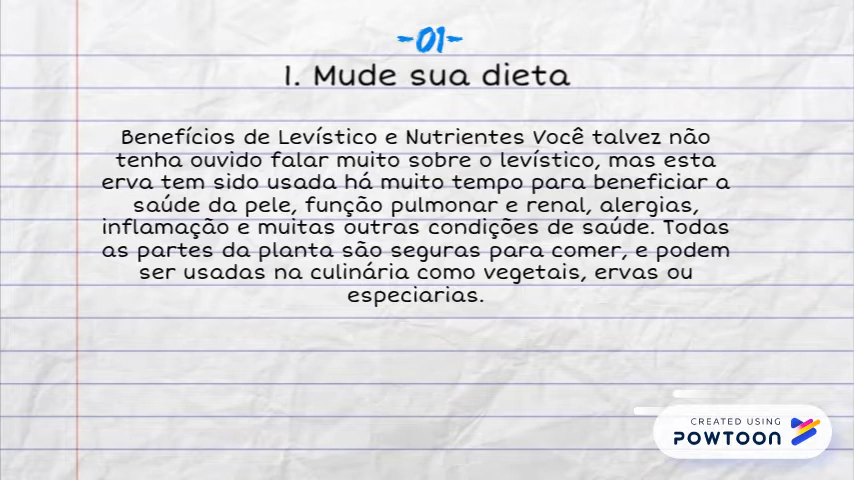 -01-
1. Mude sua dieta
Benefícios de Levístico e Nutrientes Você talvez não
tenha ouvido falar muito sobre o levístico, mas esta
erva tem sido usada há muito tempo para beneficiar a
saúde da pele, função pulmonar e renal, alergias,
inflamação e muitas outras condições de saúde. Todas
as partes da planta são seguras para comer, e podem
ser usadas na culinária como vegetais, ervas ou
especiarias.
CREATED USING
POWTOON